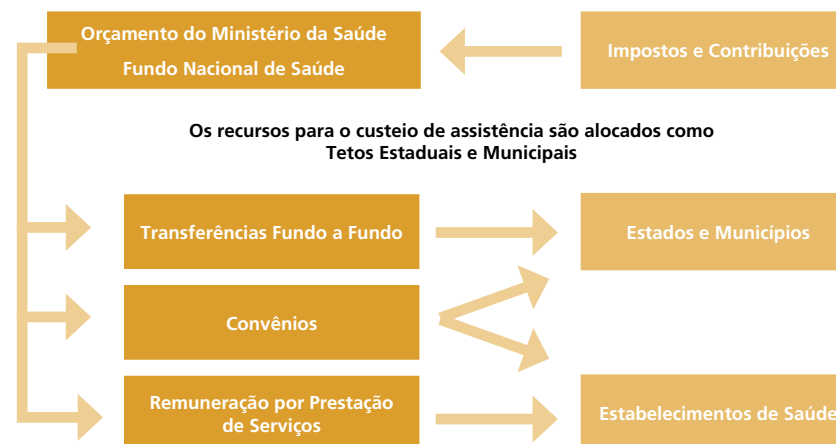 Orçamento do Ministério da Saúde
Fundo Nacional de Saúde
Impostos e Contribuições
Os recursos para o custeio de assistência são alocados como
Tetos Estaduais e Municipais
Transferências Fundo a Fundo
Estados e Municípios
Convênios
Remuneração por Prestação
de Serviços
Estabelecimentos de Saúde